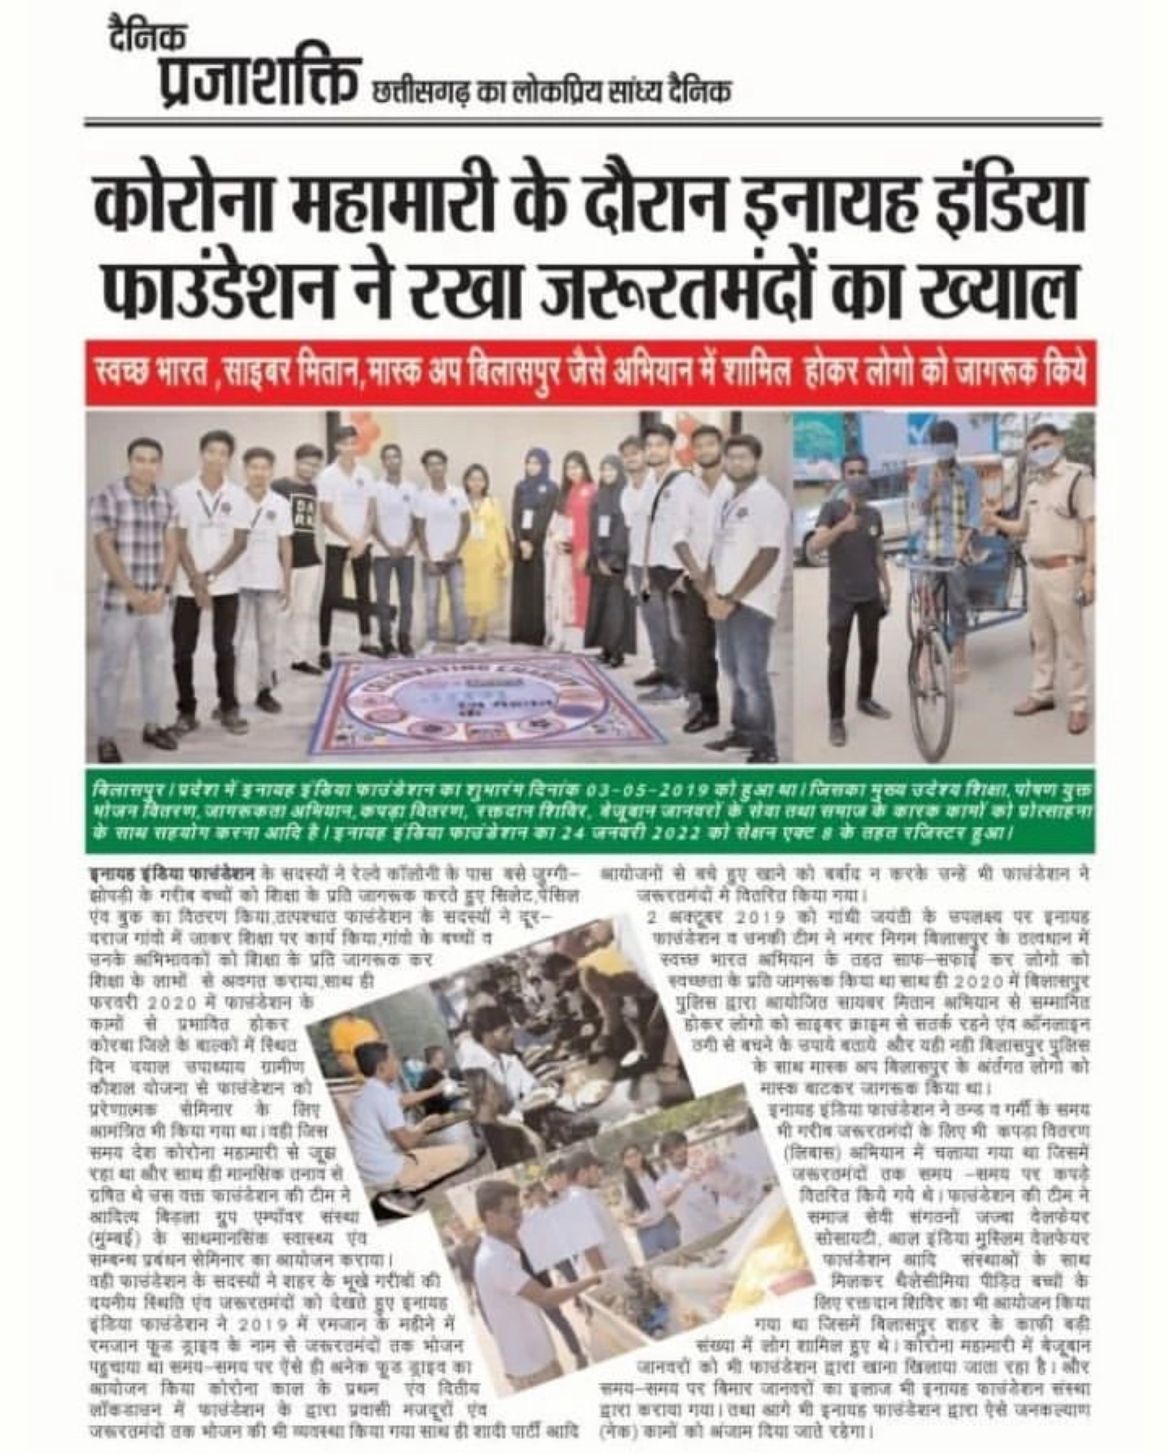 दैनिक
प्रजाशक्ति छत्तीसगढ़ का लोकप्रिय सांध्य दैनिक
कोरोना महामारी के दौरान इनायह इंडिया
फाउंडेशन ने रखा जरूरतमंदों का ख्याल
स्वच्छ भारत ,साइबर मितान,मास्क अप बिलासपुर जैसे अभियान में शामिल होकर लोगो को जागरूक किये
DA
RK
CELEBRATING
बिलासपुर। प्रदेश में इनायह इंडिया फाउंडेशन का शुभारंम दिनांक 03-05-2019 को हुआ था। जिसका मुख्य उदेश्य शिक्षा, पोषण युक्त
भोजन वितरण, जागरूकता अभियान, कपड़ा वितरण, रक्तदान शिविर, बेजूबान जानवरों के सेवा तथा समाज के कारक कामों को प्रोत्साहना
के साथ सहयोग करना आदि है। इनायह इंडिया फाउंडेशन का 24 जनवरी 2022 को सेक्षन एक्ट 8 के तहत रजिस्टर हुआ।
इनायह इंडिया फाउंडेशन के सदस्यों ने रेल्वे कॉलोनी के पास बसे जुग्गी-
झोपड़ी के गरीब बच्चों को शिक्षा के प्रति जागरूक करते हुए सिलेट,पेंसिल
एंव बुक का वितरण किया,तत्पश्चात फाउंडेशन के सदस्यों ने दूर-
दराज गांवो में जाकर शिक्षा पर कार्य किया,गांवो के बच्चों व
उनके अभिभावकों को शिक्षा के प्रति जागरूक कर
शिक्षा के लाभों से अवगत कराया,साथ ही
फरवरी 2020 में फाउंडेशन के
कामों से प्रभावित होकर
कोरबा जिले के बाल्कों में स्थित
दिन दयाल उपाध्याय ग्रामीण
कौशल योजना से फाउंडेशन को
प्ररेणात्मक सेमिनार के लिए
आमंत्रित भी किया गया था। वही जिस
समय देश कोरोना महामारी से जूझ
रहा था और साथ ही मानसिक तनाव से
ग्रषित थे उस वक्त फाउंडेशन की टीम ने
आदित्य बिड़ला ग्रुप एम्पॉवर संस्था
(मुंम्बई) के साथमानसिक स्वास्थ्य एंव
सम्बन्ध प्रबंधन सेमिनार का आयोजन कराया।
वही फाउंडेशन के सदस्यों ने शहर के भूखे गरीबों की
दयनीय स्थिति एंव जरूरतमंदों को देखते हुए इनायह
इंडिया फाउंडेशन ने 2019 में रमजान के महीने में
रमजान फूड ड्राइव के नाम से जरूरतमंदों तक भोजन
पहुचाया था समय-समय पर ऐंसे ही अनेक फूड ड्राइव का
आयोजन किया कोरोना काल के प्रथम एंव दितीय
लॉकडाउन में फाउंडेशन के द्वारा प्रवासी मजदूरों एंव
जरूरतमंदों तक भोजन की भी व्यवस्था किया गया साथ ही शादी पार्टी आदि
आयोजनों से बचे हुए खाने को बर्बाद न करके उन्हें भी फाउंडेशन ने
जरूरतमंदों मे वितरित किया गया।
2 अक्टूबर 2019 को गांधी जयंती के उपलक्ष्य पर इनायह
फाउंडेशन व उनकी टीम ने नगर निगम बिलासपुर के तत्वधान में
स्वच्छ भारत अभियान के तहत साफ-सफाई कर लोगो को
स्वच्छता के प्रति जागरूक किया था साथ ही 2020 में बिलासपुर
पुलिस द्वारा आयोजित सायबर मितान अभियान से सम्मानित
होकर लोगो को साइबर क्राइम से सतर्क रहने एंव ऑनलाइन
ठगी से बचने के उपाये बताये और यही नही बिलासपुर पुलिस
के साथ मास्क अप बिलासपुर के अंर्तगत लोगो को
मास्क बाटकर जागरूक किया था।
इनायह इंडिया फाउंडेशन ने ठन्ड व गर्मी के समय
भी गरीब जरूरतमंदों के लिए भी कपड़ा वितरण
(लिबास) अभियान में चलाया गया था जिसमें
जरूरतमंदों तक समय -समय पर कपड़े
वितरित किये गये थे। फाउंडेशन की टीम ने
समाज सेवी संगठनों जज्बा वेलफेयर
सोसायटी, आल इंडिया मुस्लिम वेलफेयर
फाउंडेशन आदि संस्थाओं के साथ
मिलकर थैलेसीमिया पीड़ित बच्चों के
लिए रक्तदान शिविर का भी आयोजन किया
गया था जिसमें बिलासपुर शहर के काफी बड़ी
संख्या में लोग शामिल हुए थे। कोरोना महामारी में बेजूबान
जानवरों को भी फाउंडेशन द्वारा खाना खिलाया जाता रहा है। और
समय-समय पर बिमार जानवरों का इलाज भी इनायह फाउंडेशन संस्था
द्वारा कराया गया। तथा आगे भी इनायह फाउंडेशन द्वारा ऐसे जनकल्याण
(नेक) कामों को अंजाम दिया जाते रहेगा।